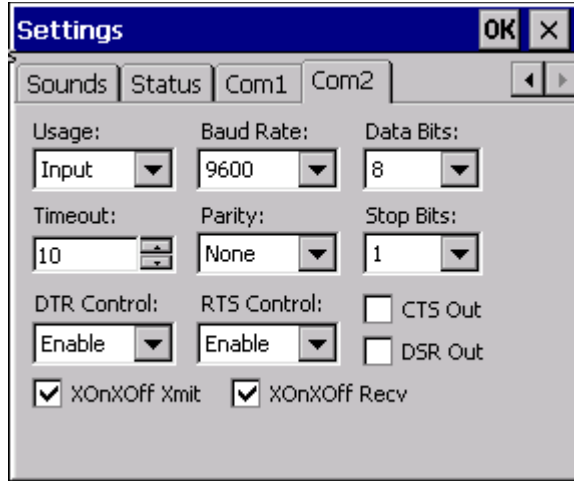 Settings OK
Sounds Status Com1 Com2
Usage: Baud Rate: Data Bits:
Input 9600 8
Timeout: Parity: Stop Bits:
10 None 1
DTR Control: RTS Control: CTS Out
Enable Enable DSR Out
XOnXOff Xmit XOnXOff Recv